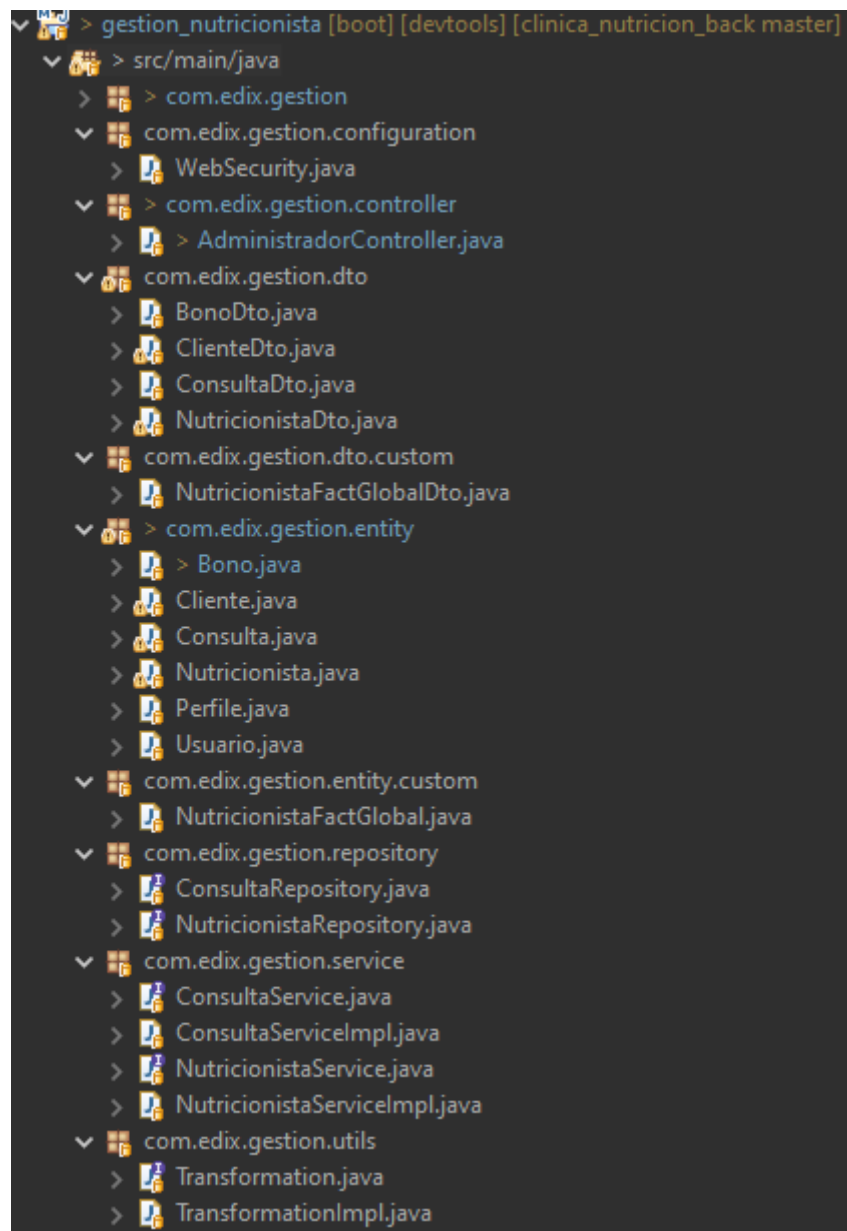 > gestion_nutricionista [boot] [devtools] [clinica_nutricion_back master]
> src/main/java
> com.edix.gestion
com.edix.gestion.configuration
WebSecurity.java
> com.edix.gestion.controller
> AdministradorController.java
com.edix.gestion.dto
BonoDto.java
ClienteDto.java
ConsultaDto.java
NutricionistaDto.java
com.edix.gestion.dto.custom
NutricionistaFactGlobalDto.java
> com.edix.gestion.entity
> Bono.java
Cliente.java
Consulta.java
Nutricionista.java
Perfile.java
Usuario.java
com.edix.gestion.entity.custom
NutricionistaFactGlobal.java
com.edix.gestion.repository
ConsultaRepository.java
NutricionistaRepository.java
com.edix.gestion.service
ConsultaService.java
ConsultaServiceImpl.java
NutricionistaService.java
NutricionistaServiceImpl.java
com.edix.gestion.utils
Transformation.java
TransformationImpl.java